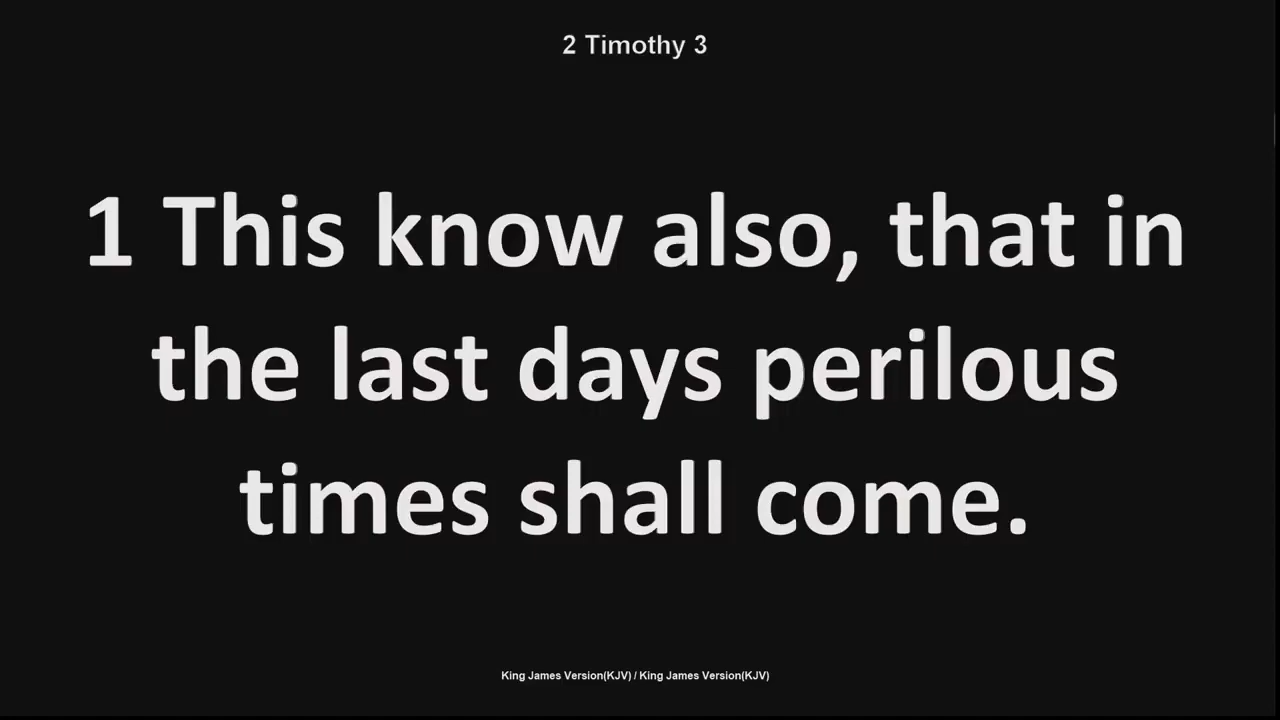 2 Timothy 3
1 This know also, that in
the last days perilous
times shall come.
King James Version(KJV) / King James Version(KJV)